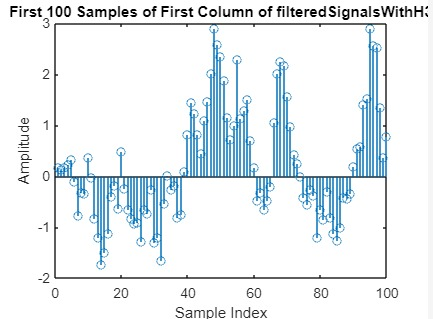 First 100 Samples of First Column of filteredSignalsWithH
3
2
1
0
-1
-2
Amplitude
0 20 40 60 80 100
Sample Index